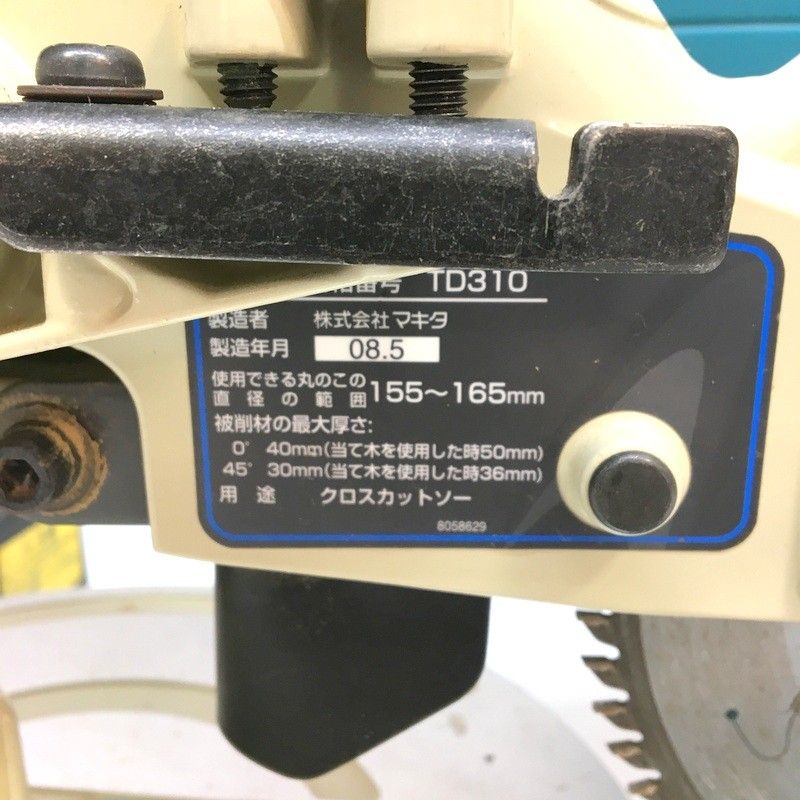 番号 TD310
製造者 株式会社マキタ
製造年月 08.5
使用できる丸のこの
直径の範囲 155～165mm
被削材の最大厚さ:
0° 40mm(当て木を使用した時50mm)
45° 30mm(当て木を使用した時36mm)
用途 クロスカットソー
8058629